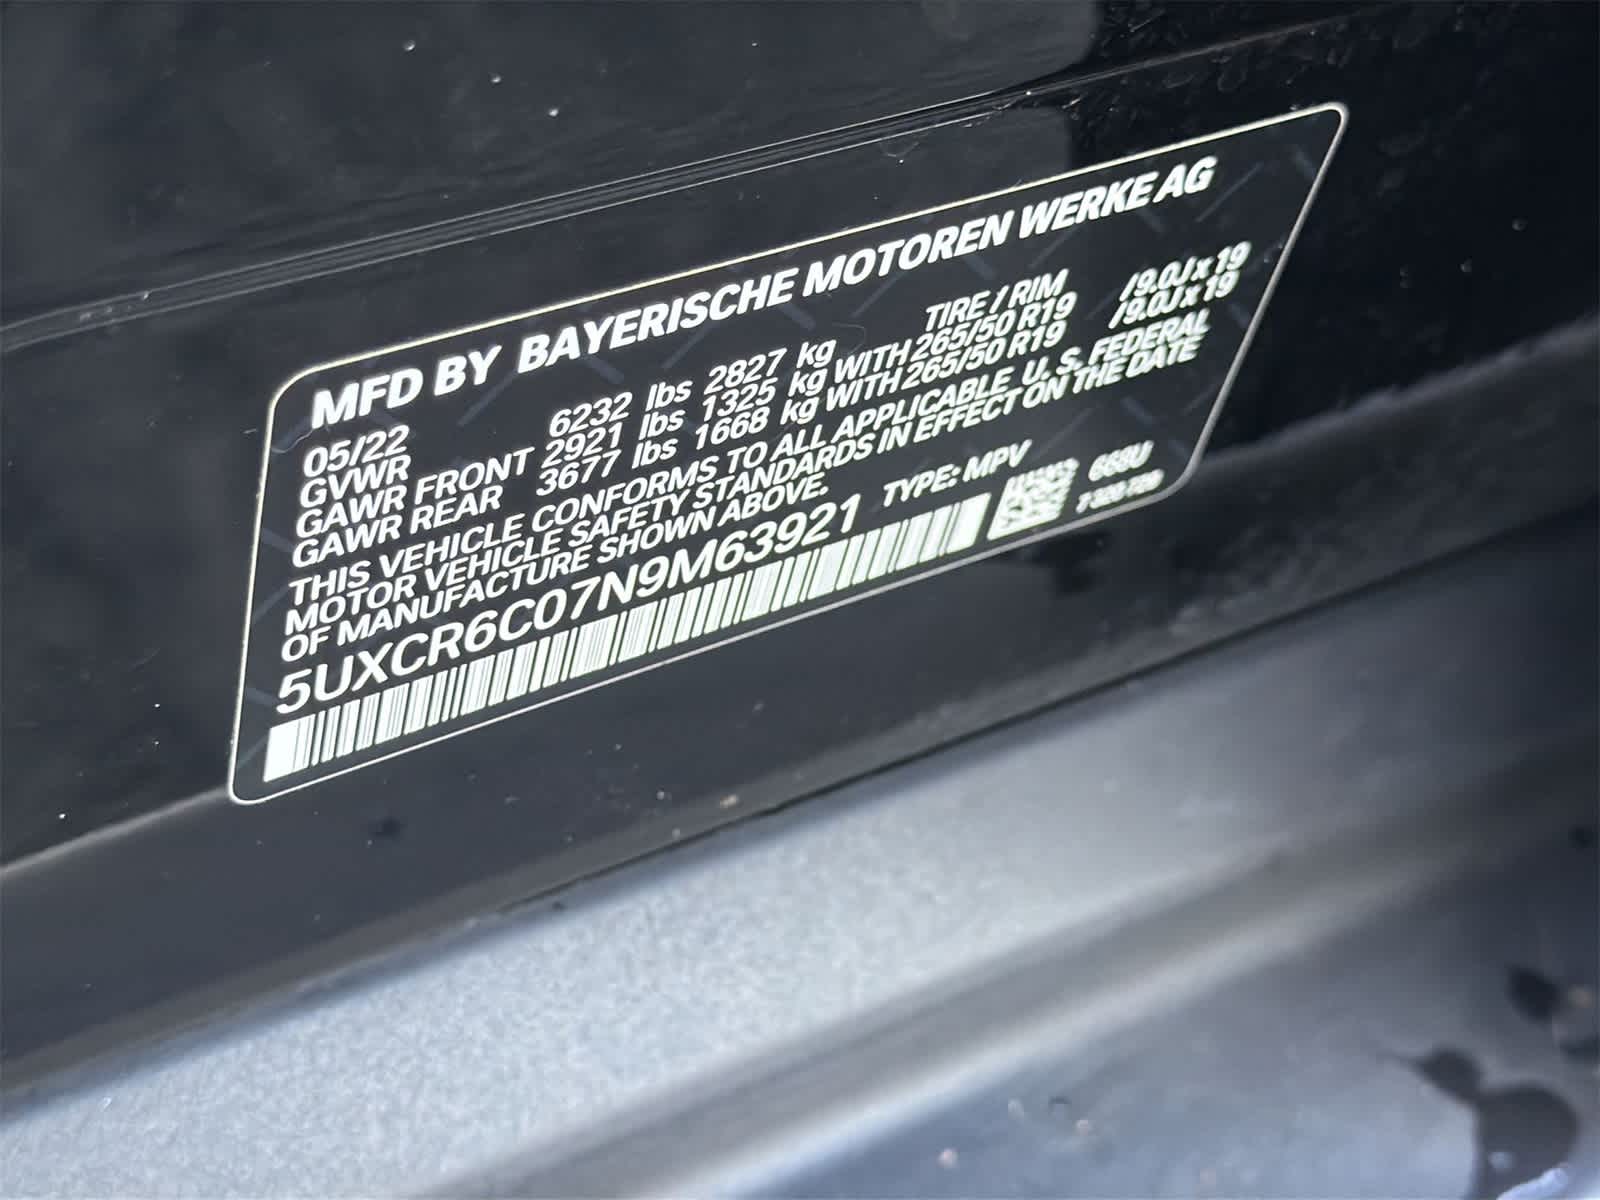 MFD BY BAYERISCHE MOTOREN WERKE AG
05/22 TIRE / RIM
GVWR 6232 lbs 2827 kg
GAWR FRONT 2921 lbs 1325 kg WITH 265/50 R19 / 9.0J x 19
GAWR REAR 3677 lbs 1668 kg WITH 265/50 R19 / 9.0J x 19
THIS VEHICLE CONFORMS TO ALL APPLICABLE U. S. FEDERAL
MOTOR VEHICLE SAFETY STANDARDS IN EFFECT ON THE DATE
OF MANUFACTURE SHOWN ABOVE.
5UXCR6C07N9M63921 TYPE: MPV
668U